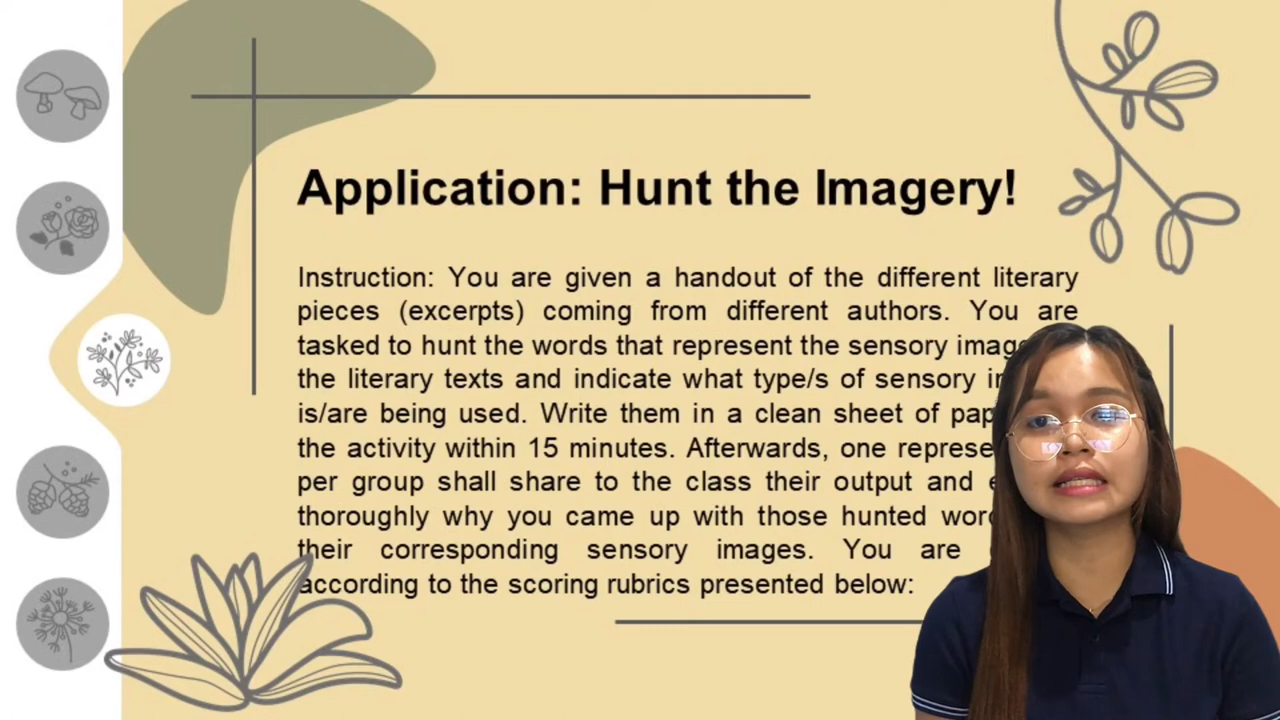 Application: Hunt the Imagery!
Instruction: You are given a handout of the different literary
pieces (excerpts) coming from different authors. You are
tasked to hunt the words that represent the sensory
the literary texts and indicate what type/s of sensory
is/are being used. Write them in a clean sheet of
the activity within 15 minutes. Afterwards, one
per group shall share to the class their output and
thoroughly why you came up with those hunted
their corresponding sensory images. You are
according to the scoring rubrics presented below: